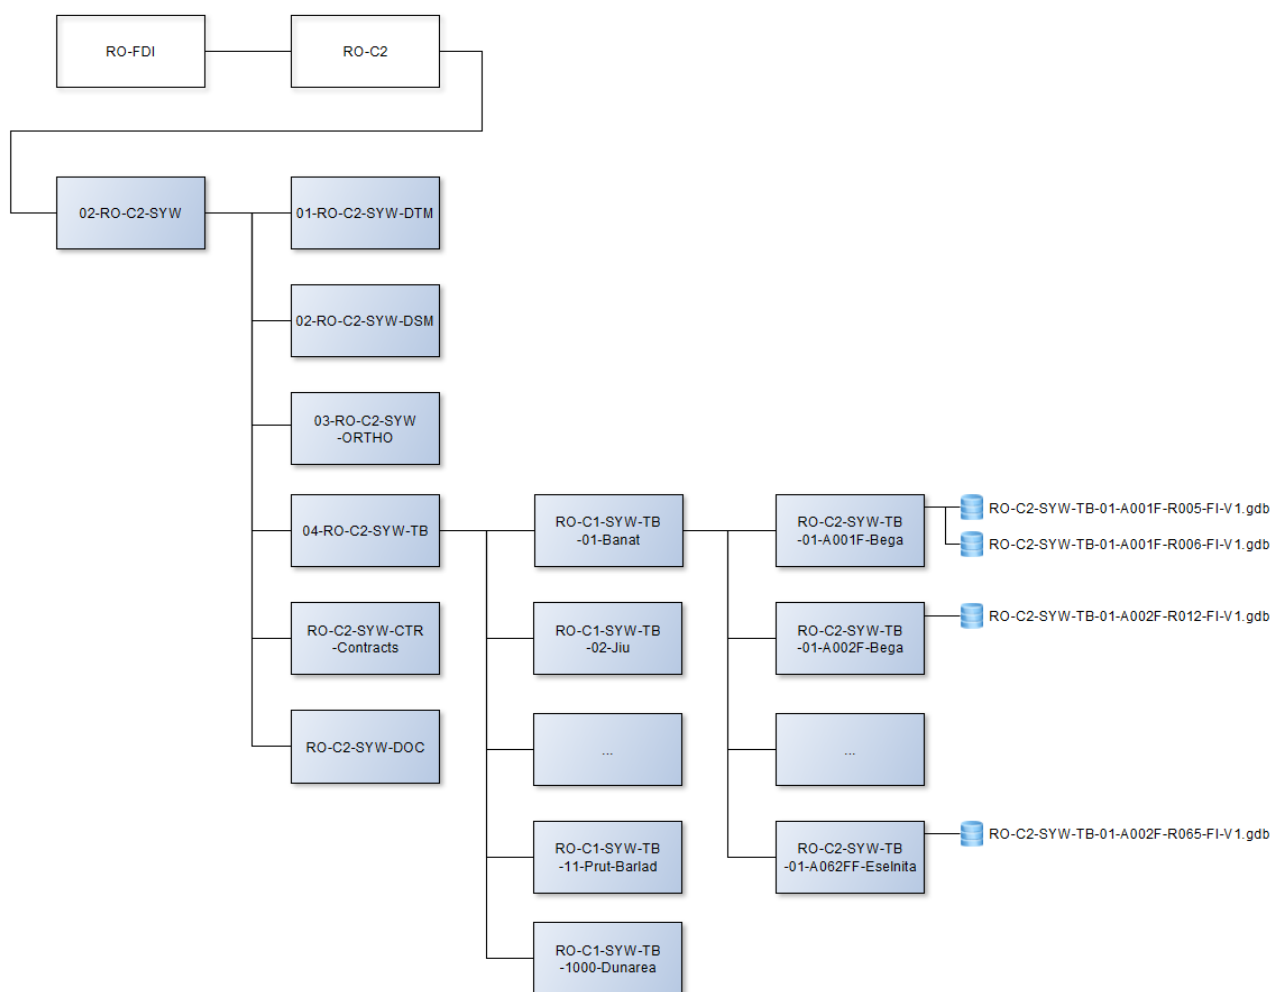 RO-FDI
RO-C2
02-RO-C2-SYW
01-RO-C2-SYW-DTM
02-RO-C2-SYW-DSM
03-RO-C2-SYW
-ORTHO
04-RO-C2-SYW-TB
RO-C2-SYW-CTR
-Contracts
RO-C2-SYW-DOC
RO-C1-SYW-TB
-01-Banat
RO-C1-SYW-TB
-02-Jiu
...
RO-C1-SYW-TB
-11-Prut-Barlad
RO-C1-SYW-TB
-1000-Dunarea
RO-C2-SYW-TB
-01-A001F-Bega
RO-C2-SYW-TB
-01-A002F-Bega
...
RO-C2-SYW-TB
-01-A062FF-Eselnita
RO-C2-SYW-TB-01-A001F-R005-FI-V1.gdb
RO-C2-SYW-TB-01-A001F-R006-FI-V1.gdb
RO-C2-SYW-TB-01-A002F-R012-FI-V1.gdb
RO-C2-SYW-TB-01-A002F-R065-FI-V1.gdb